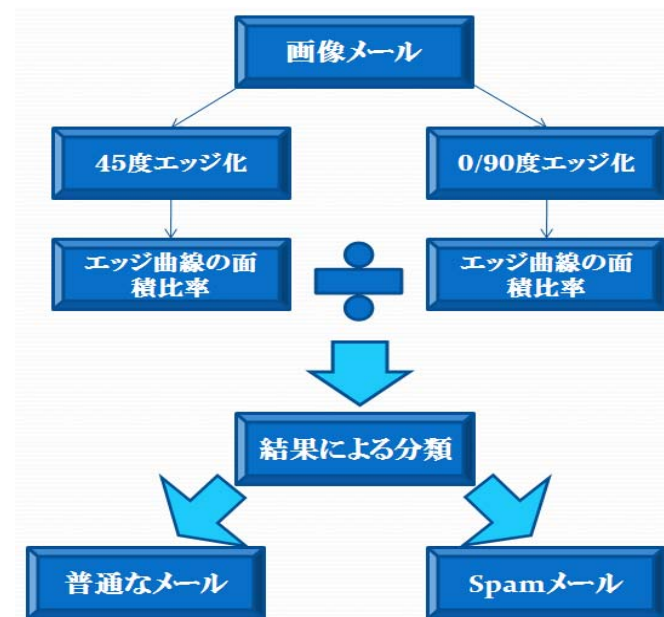 画像メール
45度エッジ化
0/90度エッジ化
エッジ曲線の面
積比率
エッジ曲線の面
積比率
結果による分類
普通なメール
Spamメール